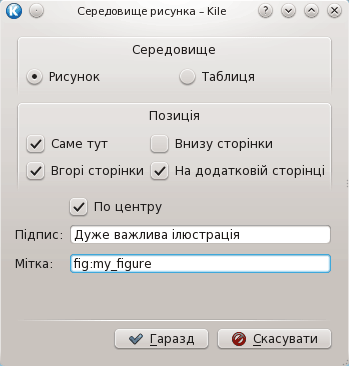 Середовище рисунка – Kile
Середовище
Рисунок Таблиця
Позиція
Саме тут Внизу сторінки
Вгорі сторінки На додатковій сторінці
По центру
Підпис: Дуже важлива ілюстрація
Мітка: fig:my_figure
Гаразд Скасувати